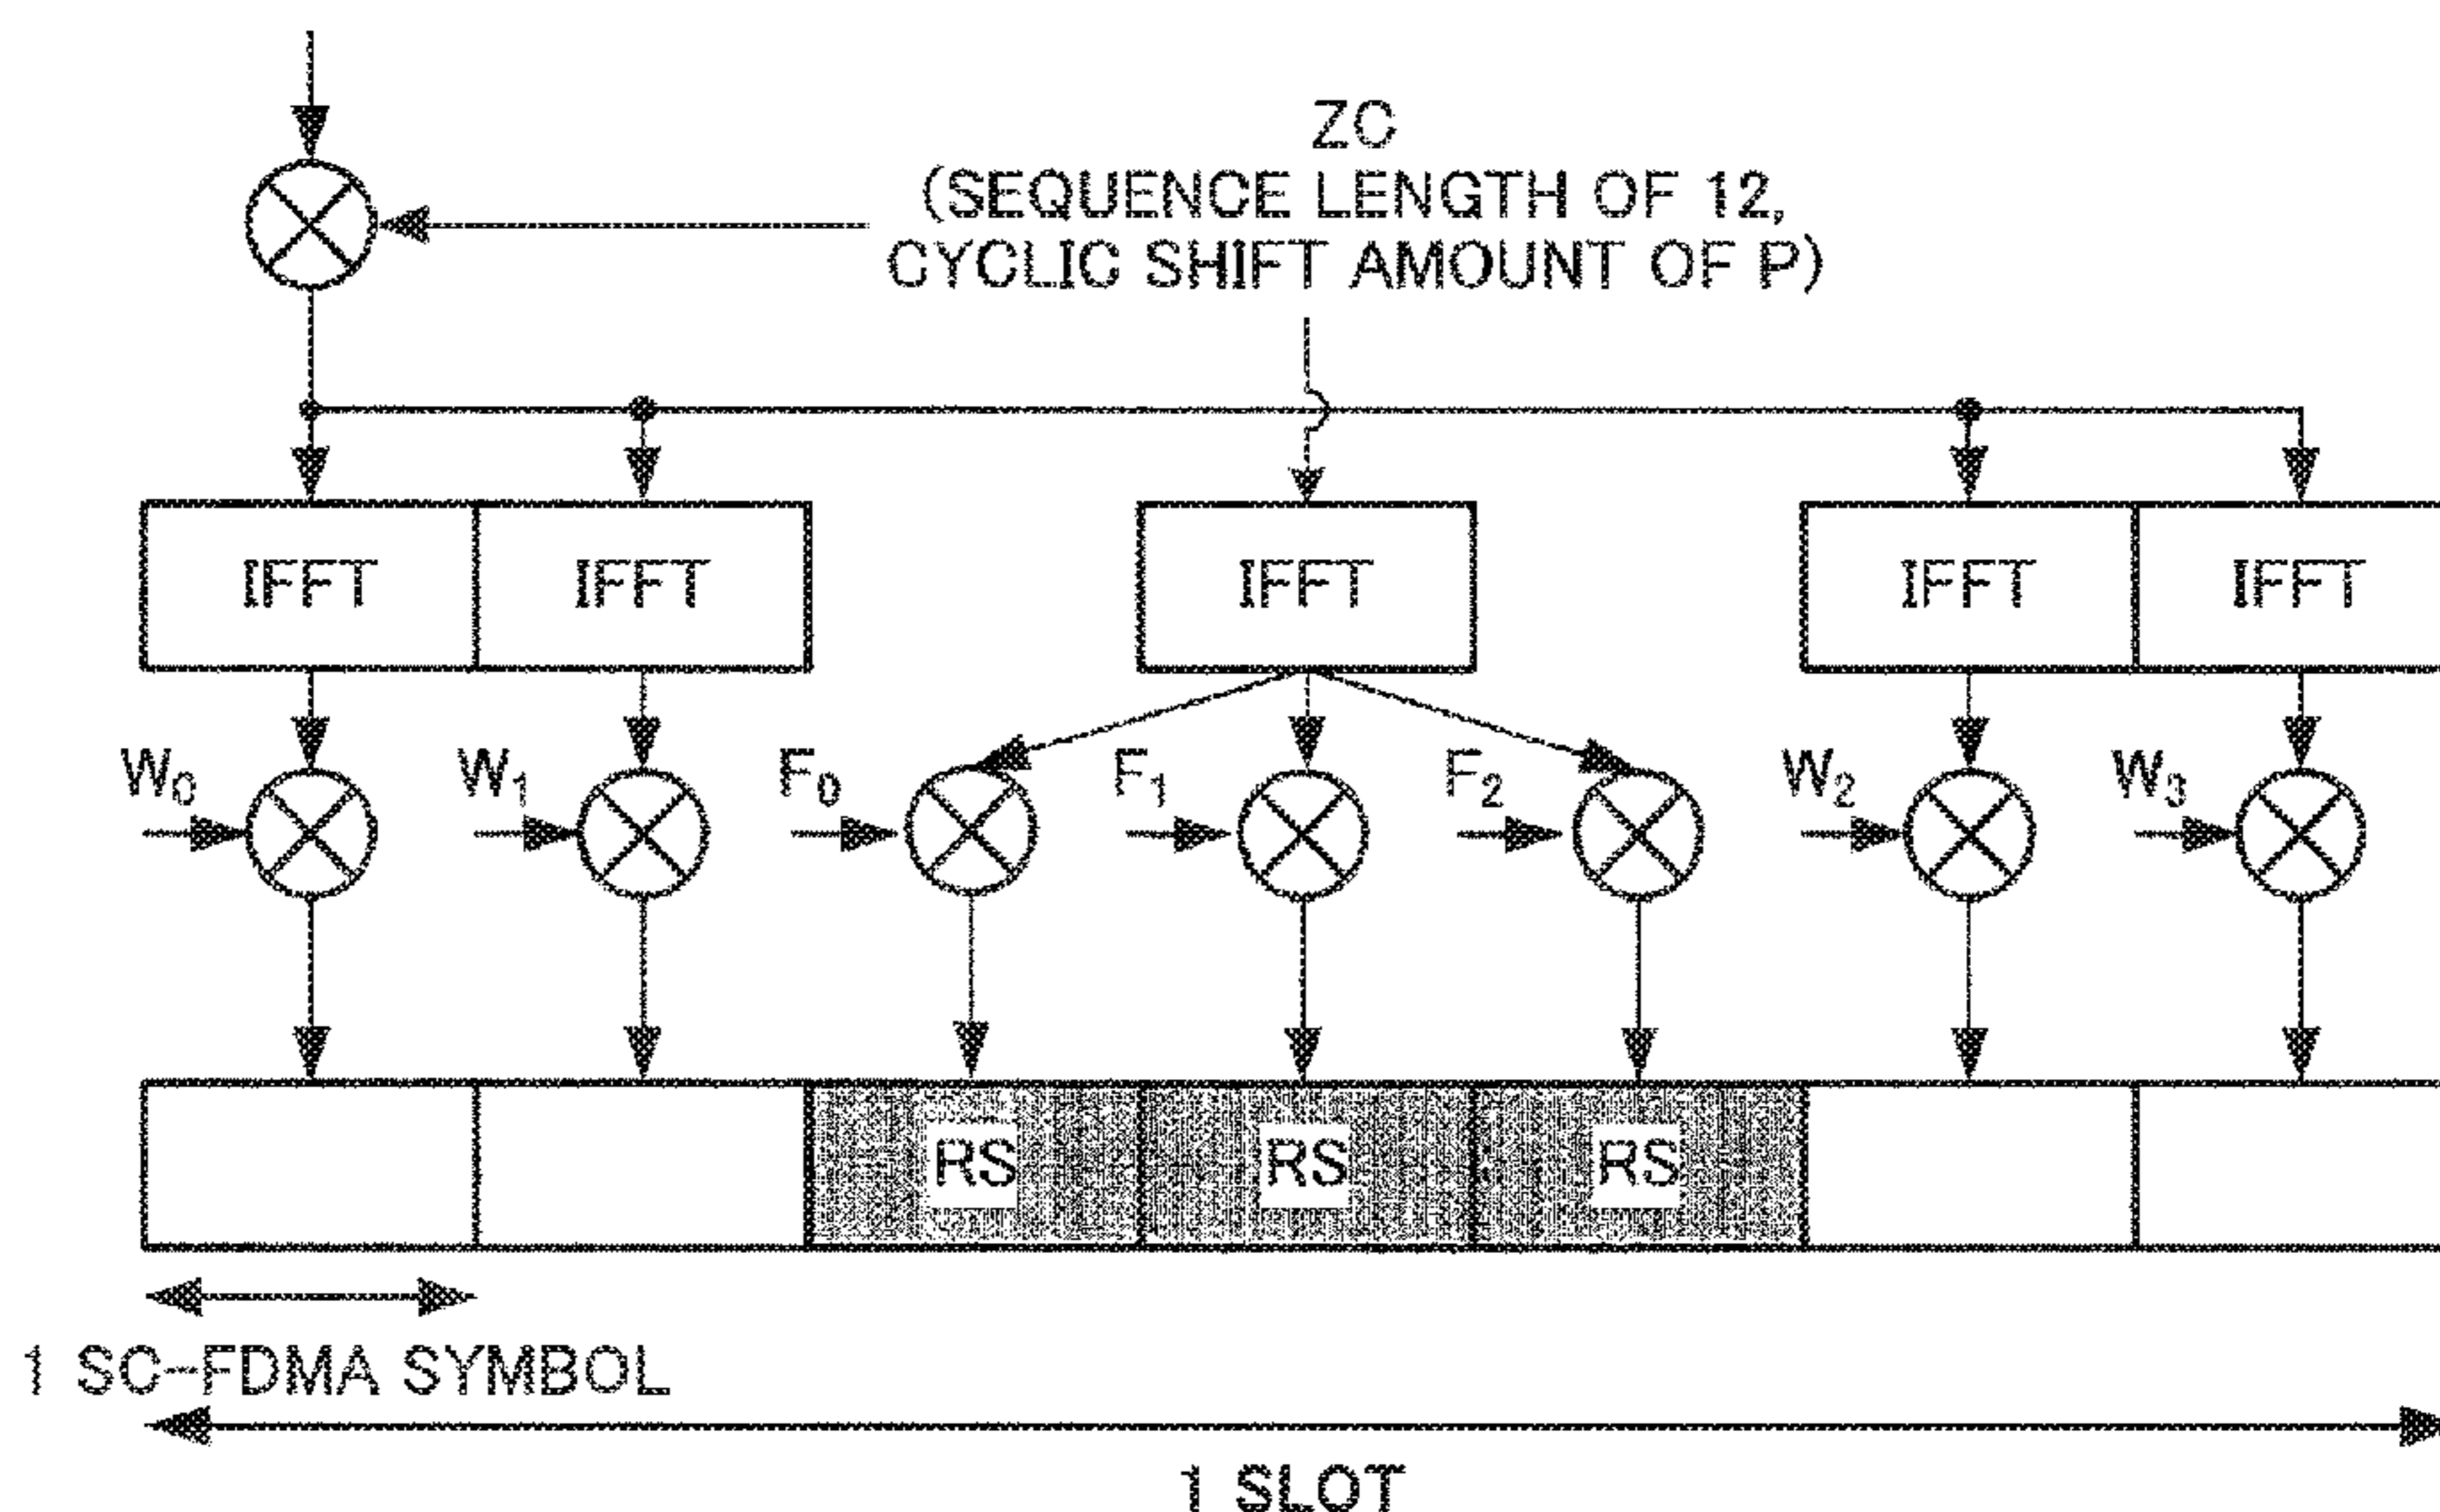 ZC
(SEQUENCE LENGTH OF 12,
CYCLIC SHIFT AMOUNT OF P)
IFFT IFFT IFFT IFFT IFFT
W0 W1 F0 F1 F2 W2 W3
RS RS RS
1 SC-FDMA SYMBOL
1 SLOT